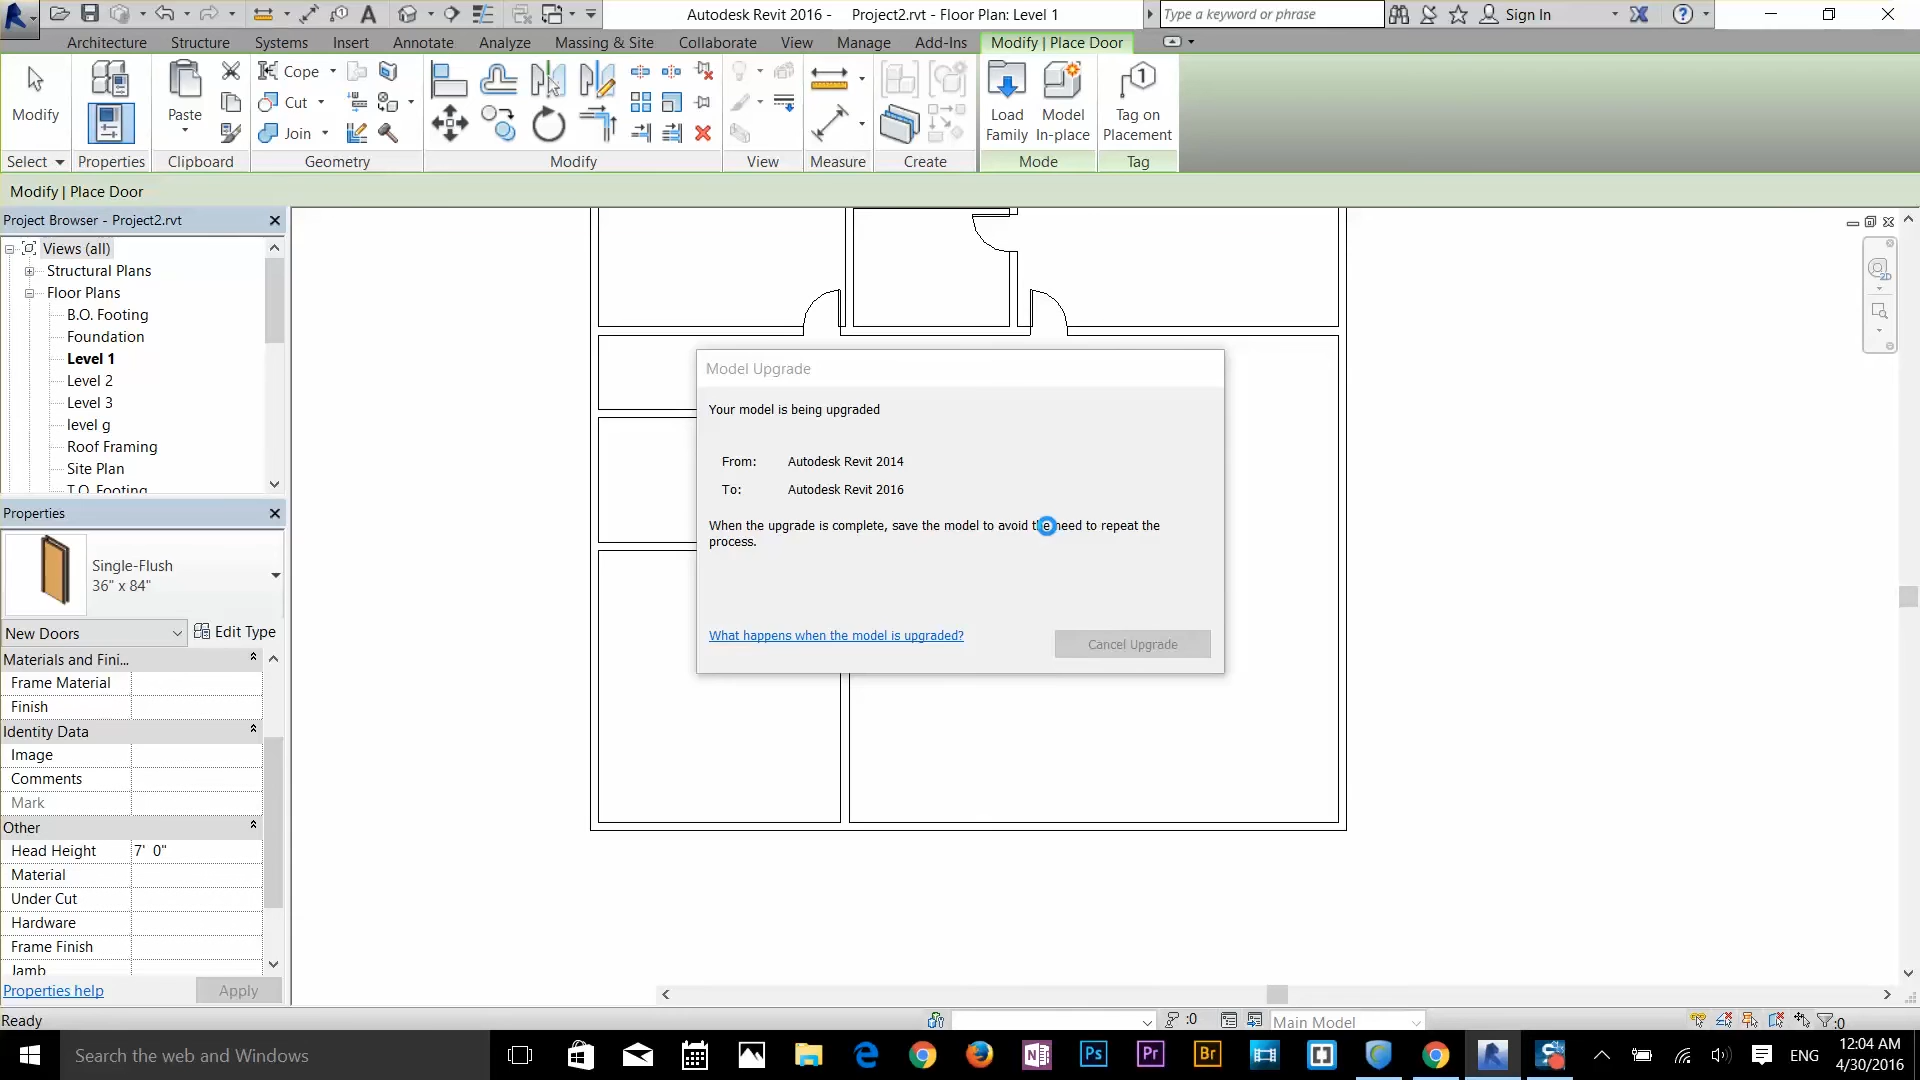 Autodesk Revit 2016 - Project2.rvt - Floor Plan: Level 1
Type a keyword or phrase
Sign In
Architecture Structure Systems Insert Annotate Analyze Massing & Site Collaborate View Manage Add-Ins Modify | Place Door
Modify
Paste
Cope
Cut
Join
Load Family
Model In-place
Tag on Placement
Select Properties Clipboard Geometry Modify View Measure Create Mode Tag
Modify | Place Door
Project Browser - Project2.rvt
Views (all)
Structural Plans
Floor Plans
B.O. Footing
Foundation
Level 1
Level 2
Level 3
level g
Roof Framing
Site Plan
T.O. Footing
Properties
Single-Flush
36" x 84"
New Doors
Edit Type
Materials and Fini...
Frame Material
Finish
Identity Data
Image
Comments
Mark
Other
Head Height 7' 0"
Material
Under Cut
Hardware
Frame Finish
Jamb
Properties help
Apply
Model Upgrade
Your model is being upgraded
From: Autodesk Revit 2014
To: Autodesk Revit 2016
When the upgrade is complete, save the model to avoid the need to repeat the
process.
What happens when the model is upgraded?
Cancel Upgrade
2D
Ready
:0
Main Model
:0
Search the web and Windows
Ps
Pr
Br
ENG
12:04 AM
4/30/2016